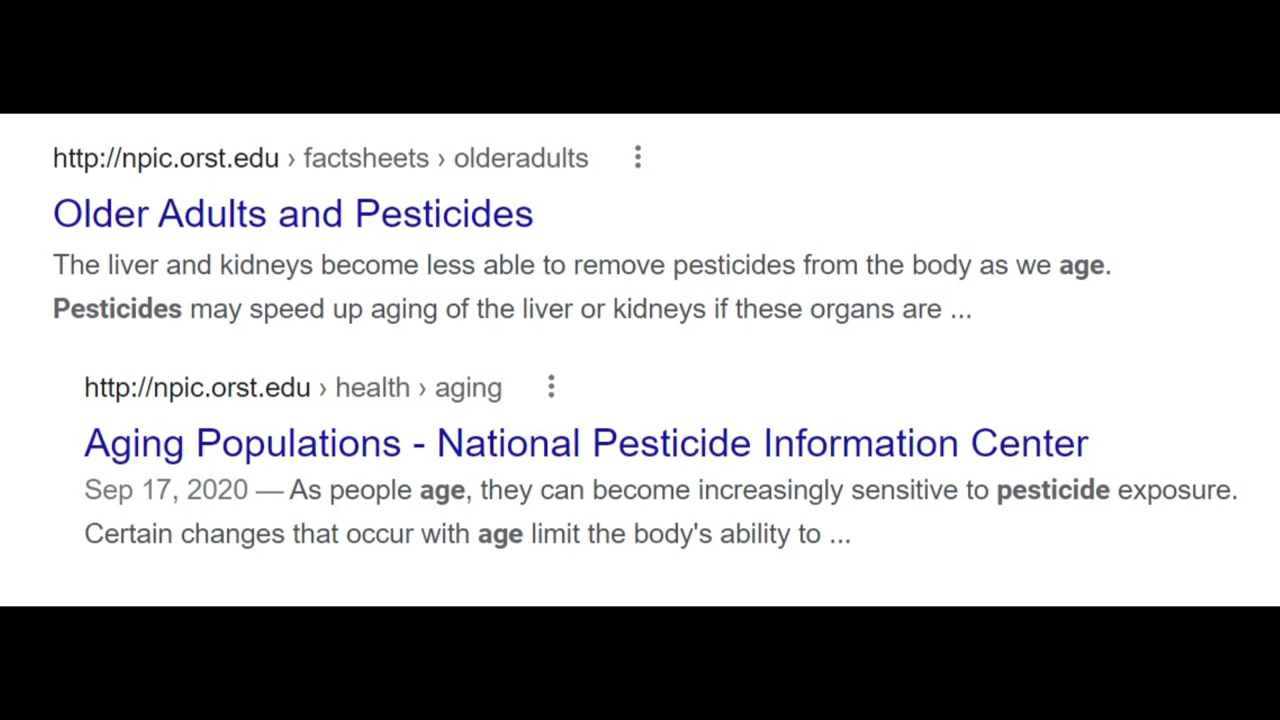 http://npic.orst.edu › factsheets › olderadults
Older Adults and Pesticides
The liver and kidneys become less able to remove pesticides from the body as we age.
Pesticides may speed up aging of the liver or kidneys if these organs are ...
http://npic.orst.edu › health › aging
Aging Populations - National Pesticide Information Center
Sep 17, 2020 — As people age, they can become increasingly sensitive to pesticide exposure.
Certain changes that occur with age limit the body's ability to ...